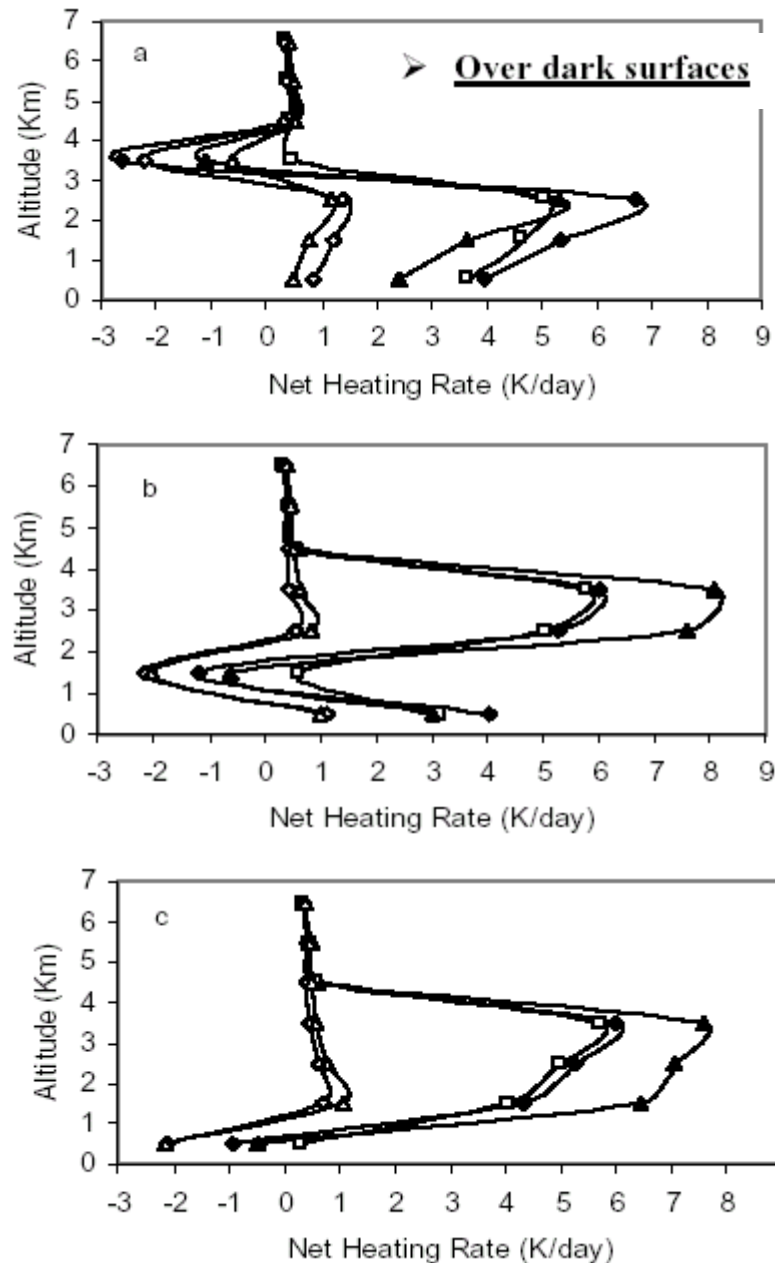 a
➢ Over dark surfaces
7
6
5
4
3
2
1
0
Altitude (Km)
-3 -2 -1 0 1 2 3 4 5 6 7 8 9
Net Heating Rate (K/day)
b
7
6
5
4
3
2
1
0
Altitude (Km)
-3 -2 -1 0 1 2 3 4 5 6 7 8 9
Net Heating Rate (K/day)
c
7
6
5
4
3
2
1
0
Altitude (Km)
-3 -2 -1 0 1 2 3 4 5 6 7 8
Net Heating Rate (K/day)